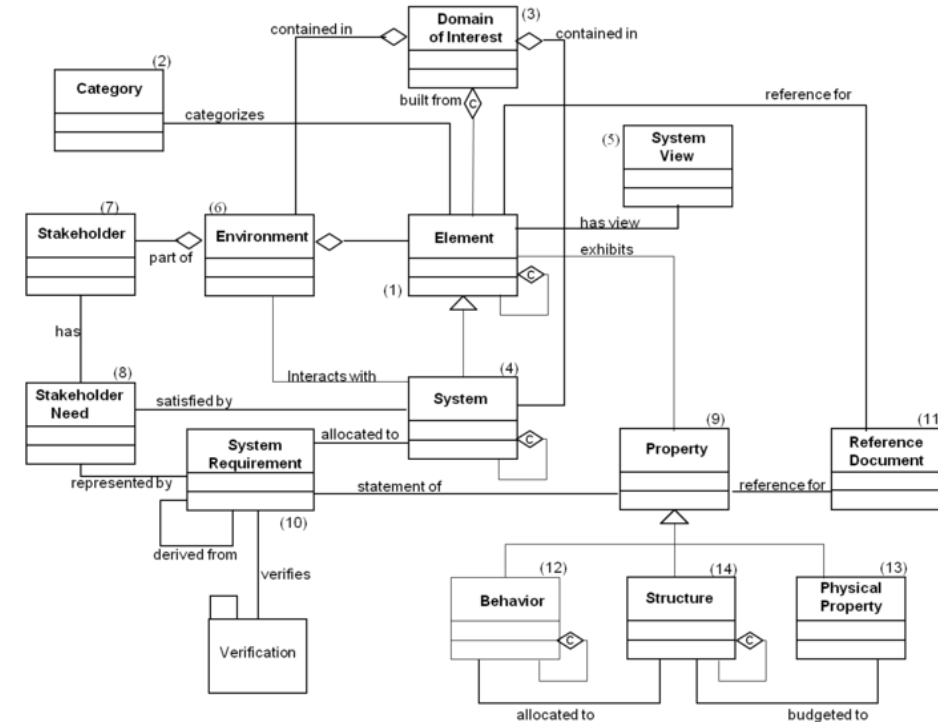 (3)
Domain
of Interest
contained in
contained in
(2)
Category
built from
C
reference for
categorizes
(5)
System
View
(7)
Stakeholder
(6)
Environment
Element
has view
part of
exhibits
C
(1)
has
Interacts with
(4)
System
(8)
Stakeholder
Need
satisfied by
C
System
Requirement
allocated to
(9)
Property
(11
Reference
Document
represented by
statement of
reference for
(10)
derived from
verifies
(12)
Behavior
(14)
Structure
(13)
Physical
Property
C
C
Verification
allocated to
budgeted to